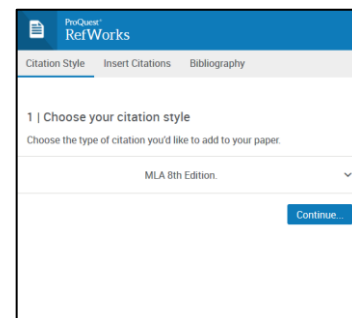 ProQuest®
RefWorks
Citation Style Insert Citations Bibliography
1 | Choose your citation style
Choose the type of citation you'd like to add to your paper.
MLA 8th Edition.
Continue...